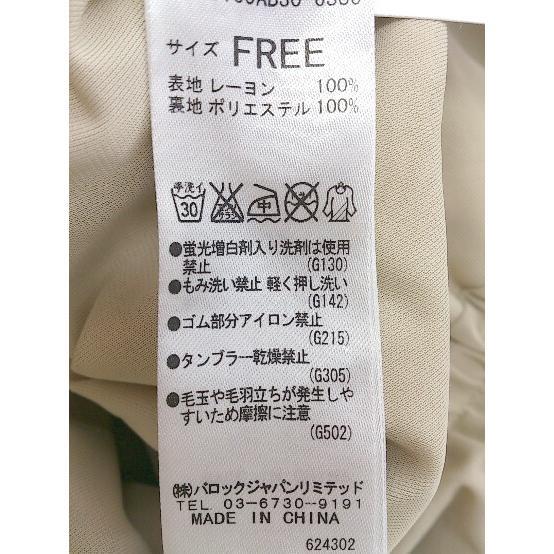 サイズ FREE
表地 レーヨン 100%
裏地 ポリエステル 100%
手洗イ
30
中
●蛍光増白剤入り洗剤は使用
禁止 (G130)
●もみ洗い禁止 軽く押し洗い
(G142)
●ゴム部分アイロン禁止
(G215)
●タンブラー乾燥禁止
(G305)
●毛玉や毛羽立ちが発生しや
すいため摩擦に注意
(G502)
(株)バロックジャパンリミテッド
TEL 03-6730-9191
MADE IN CHINA
624302